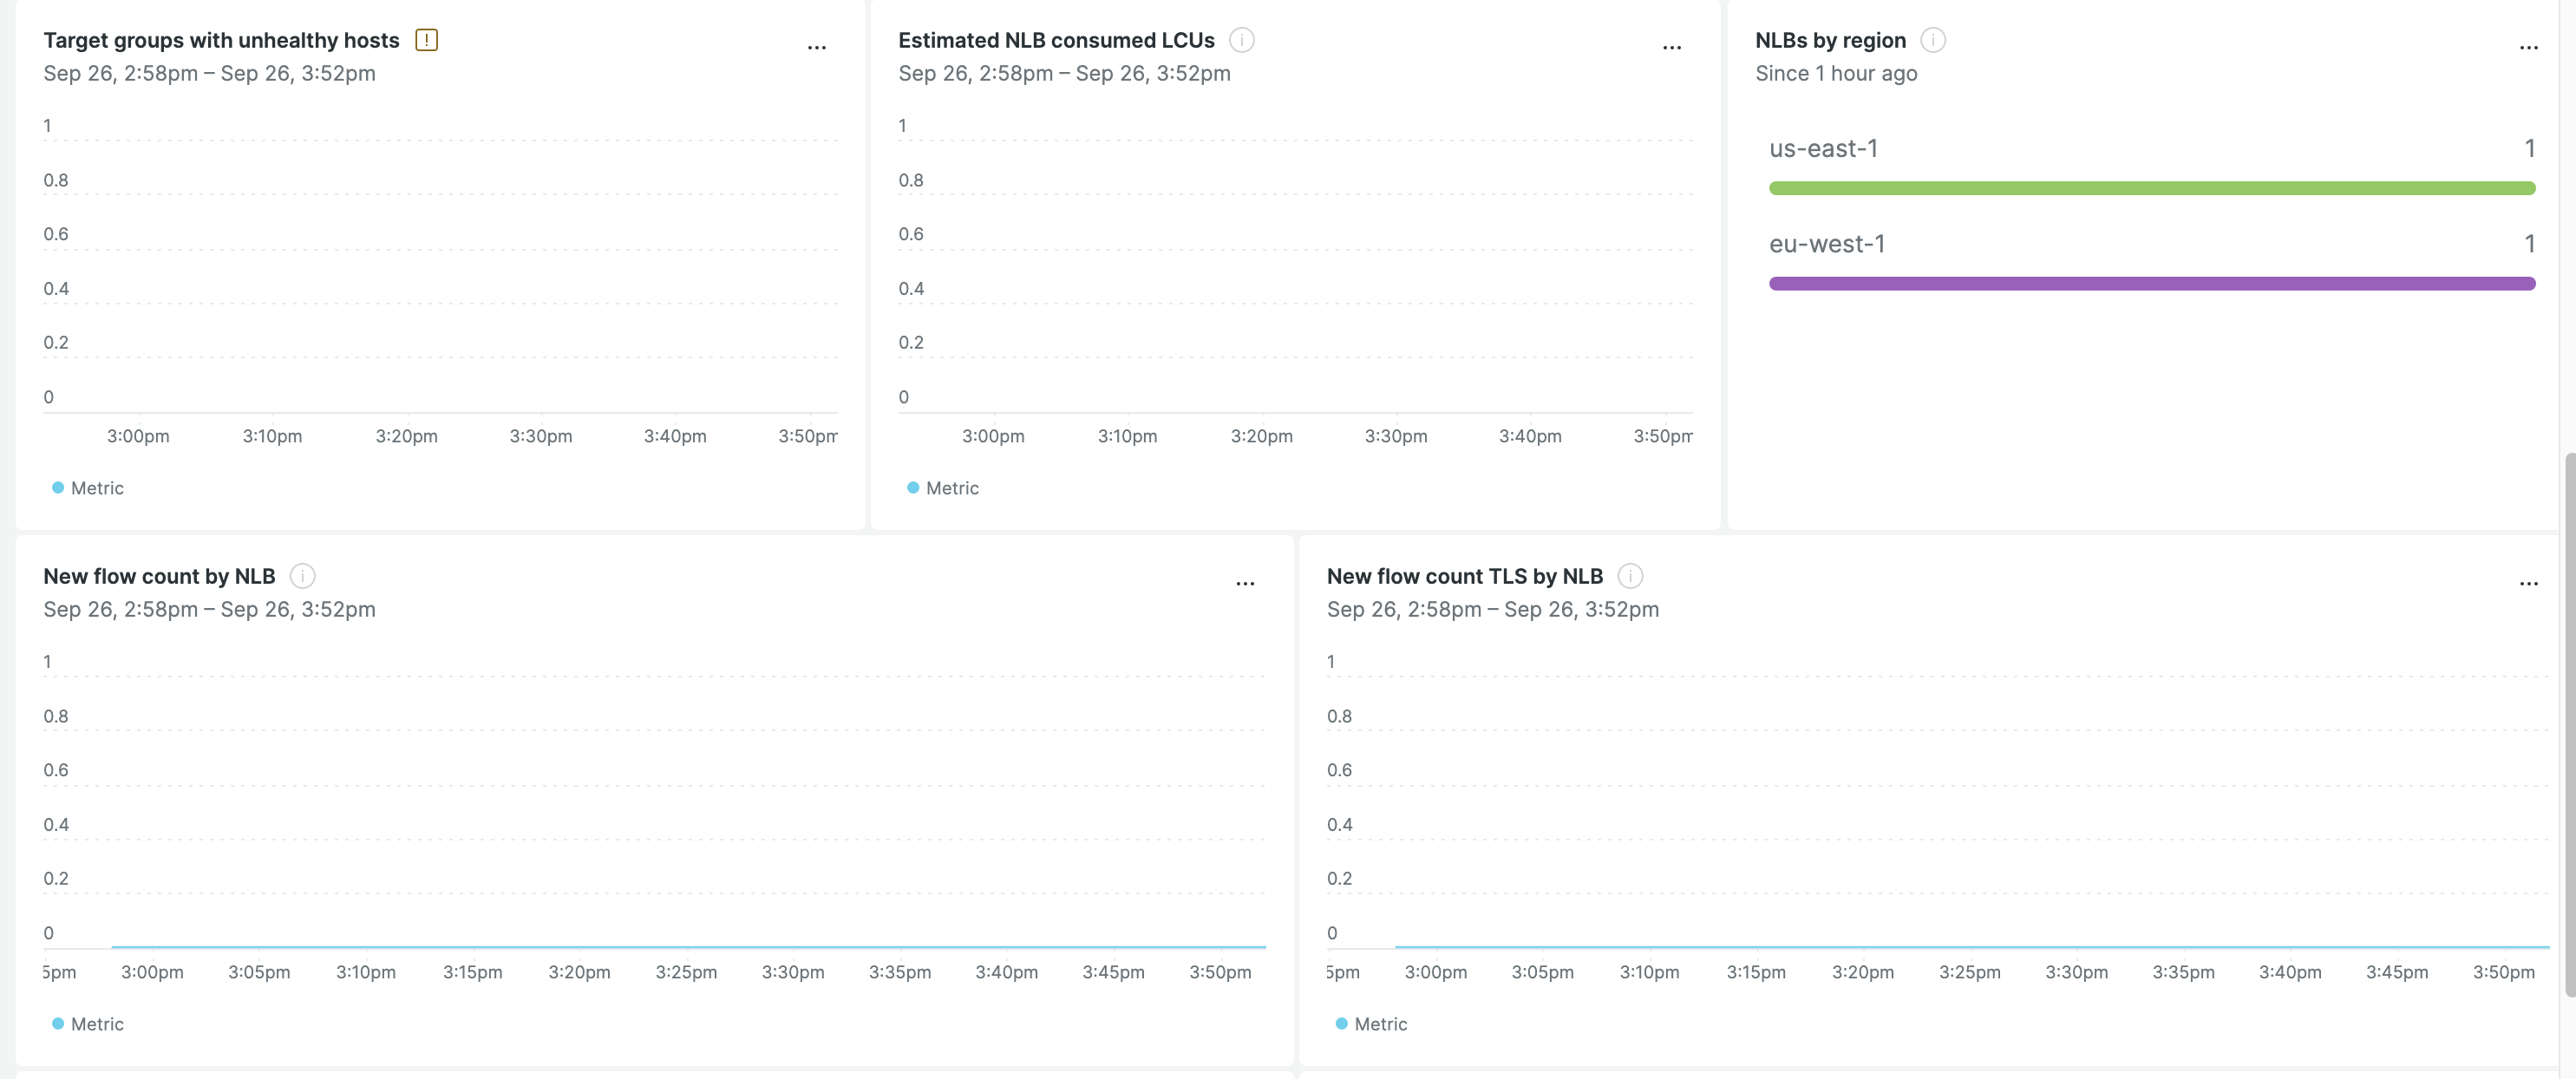 Target groups with unhealthy hosts
Sep 26, 2:58pm – Sep 26, 3:52pm
1
0.8
0.6
0.4
0.2
0
3:00pm 3:10pm 3:20pm 3:30pm 3:40pm 3:50pm
Metric
Estimated NLB consumed LCUs
Sep 26, 2:58pm – Sep 26, 3:52pm
1
0.8
0.6
0.4
0.2
0
3:00pm 3:10pm 3:20pm 3:30pm 3:40pm 3:50pm
Metric
NLBs by region
Since 1 hour ago
us-east-1 1
eu-west-1 1
New flow count by NLB
Sep 26, 2:58pm – Sep 26, 3:52pm
1
0.8
0.6
0.4
0.2
0
5pm 3:00pm 3:05pm 3:10pm 3:15pm 3:20pm 3:25pm 3:30pm 3:35pm 3:40pm 3:45pm 3:50pm
Metric
New flow count TLS by NLB
Sep 26, 2:58pm – Sep 26, 3:52pm
1
0.8
0.6
0.4
0.2
0
5pm 3:00pm 3:05pm 3:10pm 3:15pm 3:20pm 3:25pm 3:30pm 3:35pm 3:40pm 3:45pm 3:50pm
Metric